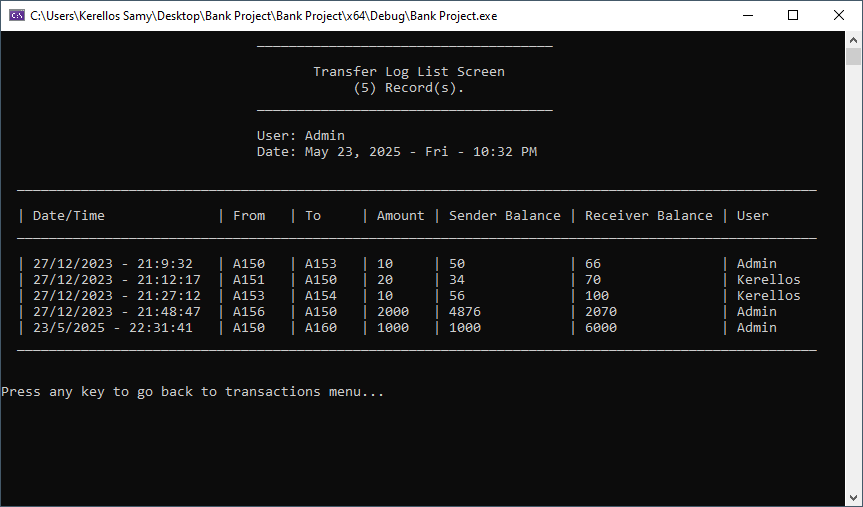 C:\Users\Kerellos Samy\Desktop\Bank Project\Bank Project\x64\Debug\Bank Project.exe
Transfer Log List Screen
(5) Record(s).
User: Admin
Date: May 23, 2025 - Fri - 10:32 PM
| Date/Time | From | To | Amount | Sender Balance | Receiver Balance | User
| 27/12/2023 - 21:9:32 | A150 | A153 | 10 | 50 | 66 | Admin
| 27/12/2023 - 21:12:17 | A151 | A150 | 20 | 34 | 70 | Kerellos
| 27/12/2023 - 21:27:12 | A153 | A154 | 10 | 56 | 100 | Kerellos
| 27/12/2023 - 21:48:47 | A156 | A150 | 2000 | 4876 | 2070 | Admin
| 23/5/2025 - 22:31:41 | A150 | A160 | 1000 | 1000 | 6000 | Admin
Press any key to go back to transactions menu...